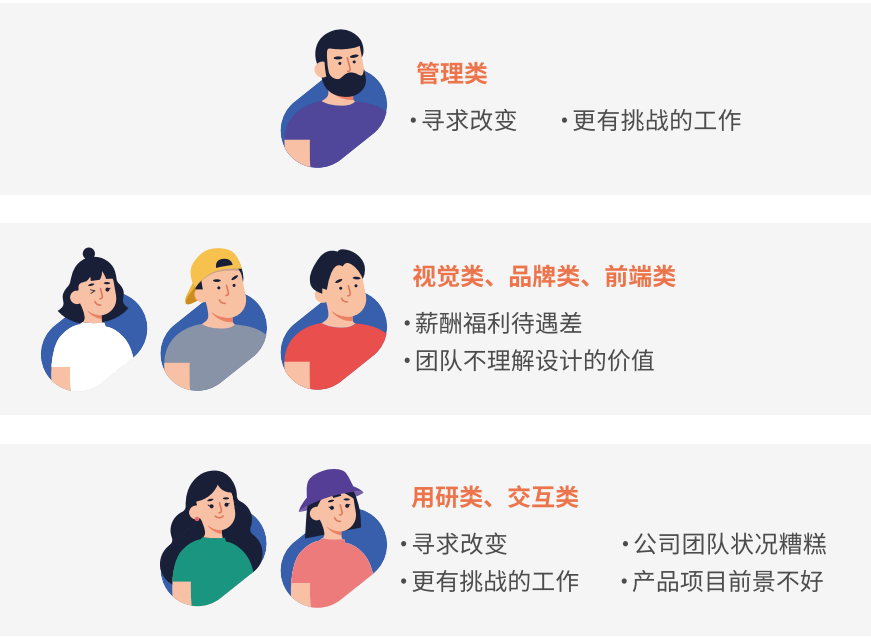 管理类
•寻求改变 •更有挑战的工作
视觉类、品牌类、前端类
•薪酬福利待遇差
•团队不理解设计的价值
用研类、交互类
•寻求改变 •公司团队状况糟糕
•更有挑战的工作 •产品项目前景不好